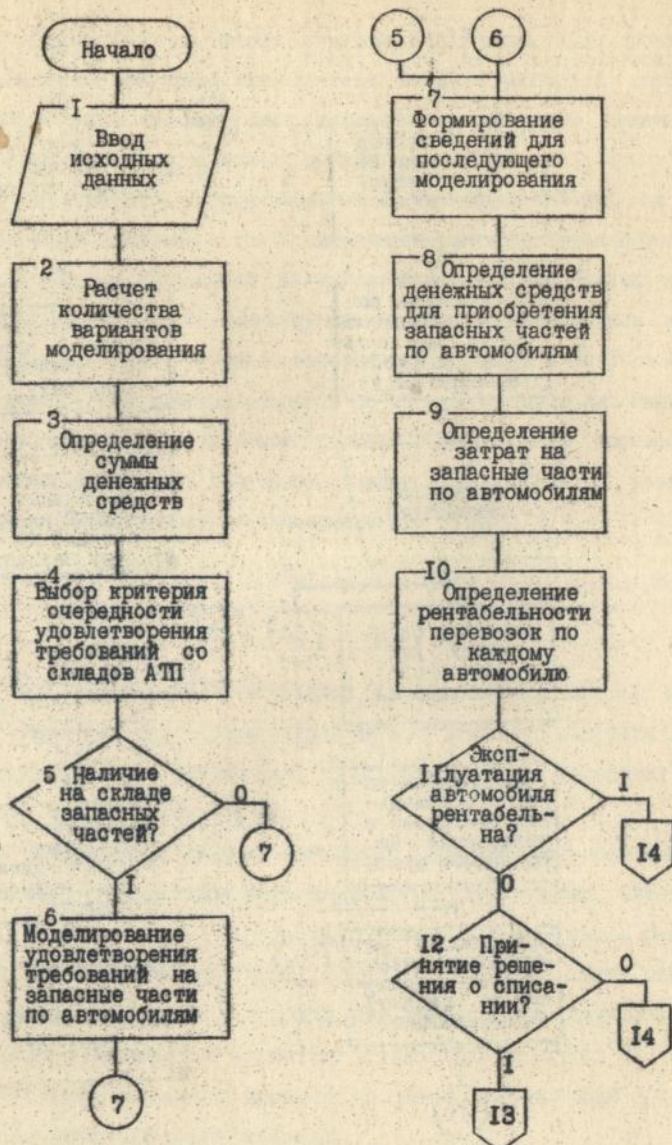 Начало
I
Ввод
исходных
данных
2
Расчет
количества
вариантов
моделирования
3
Определение
суммы
денежных
средств
4
Выбор критерия
очередности
удовлетворения
требований со
складов АТП
5 Наличие
на складе
запасных
частей?
0
7
I
6
Моделирование
удовлетворения
требований на
запасные части
по автомобилям
7
5
6
7
Формирование
сведений для
последующего
моделирования
8
Определение
денежных средств
для приобретения
запасных частей
по автомобилям
9
Определение
затрат на
запасные части
по автомобилям
I0
Определение
рентабельности
перевозок по
каждому
автомобилю
Эксп-
II луатация
автомобиля
рентабель-
на?
I
I4
0
I2 При-
нятие реше-
ния о списа-
нии?
0
I4
I
I3